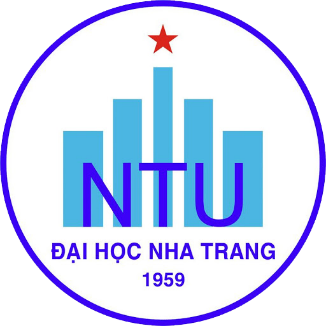 NTU
ĐẠI HỌC NHA TRANG
1959